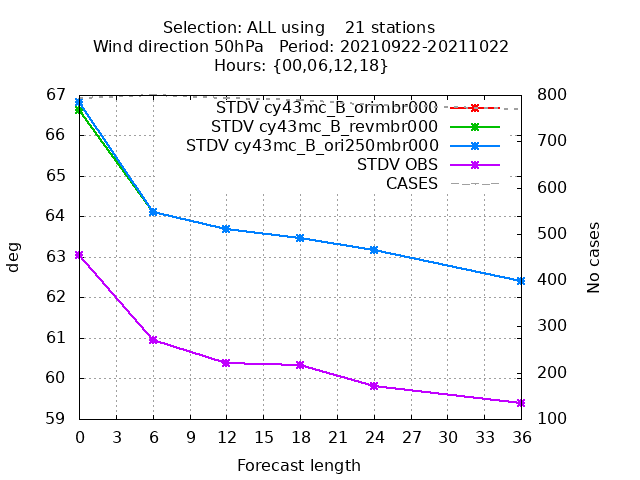 Selection: ALL using    21 stations
Wind direction 50hPa   Period: 20210922-20211022
Hours: {00,06,12,18}
STDV cy43mc_B_orimbr000
STDV cy43mc_B_revmbr000
STDV cy43mc_B_ori250mbr000
STDV OBS
CASES
67
66
65
64
63
62
61
60
59
deg
800
700
600
500
400
300
200
100
No cases
0 3 6 9 12 15 18 21 24 27 30 33 36
Forecast length